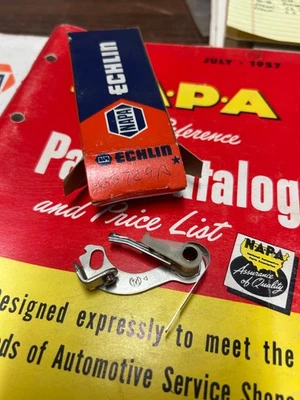 JULY - 1957
N·A·P·A
Reference
Parts Catalog
and Price List
ECHLIN
NAPA
NAPA ECHLIN
NAPA
Assurance
of Quality
Designed expressly to meet the
ds of Automotive Service Shops